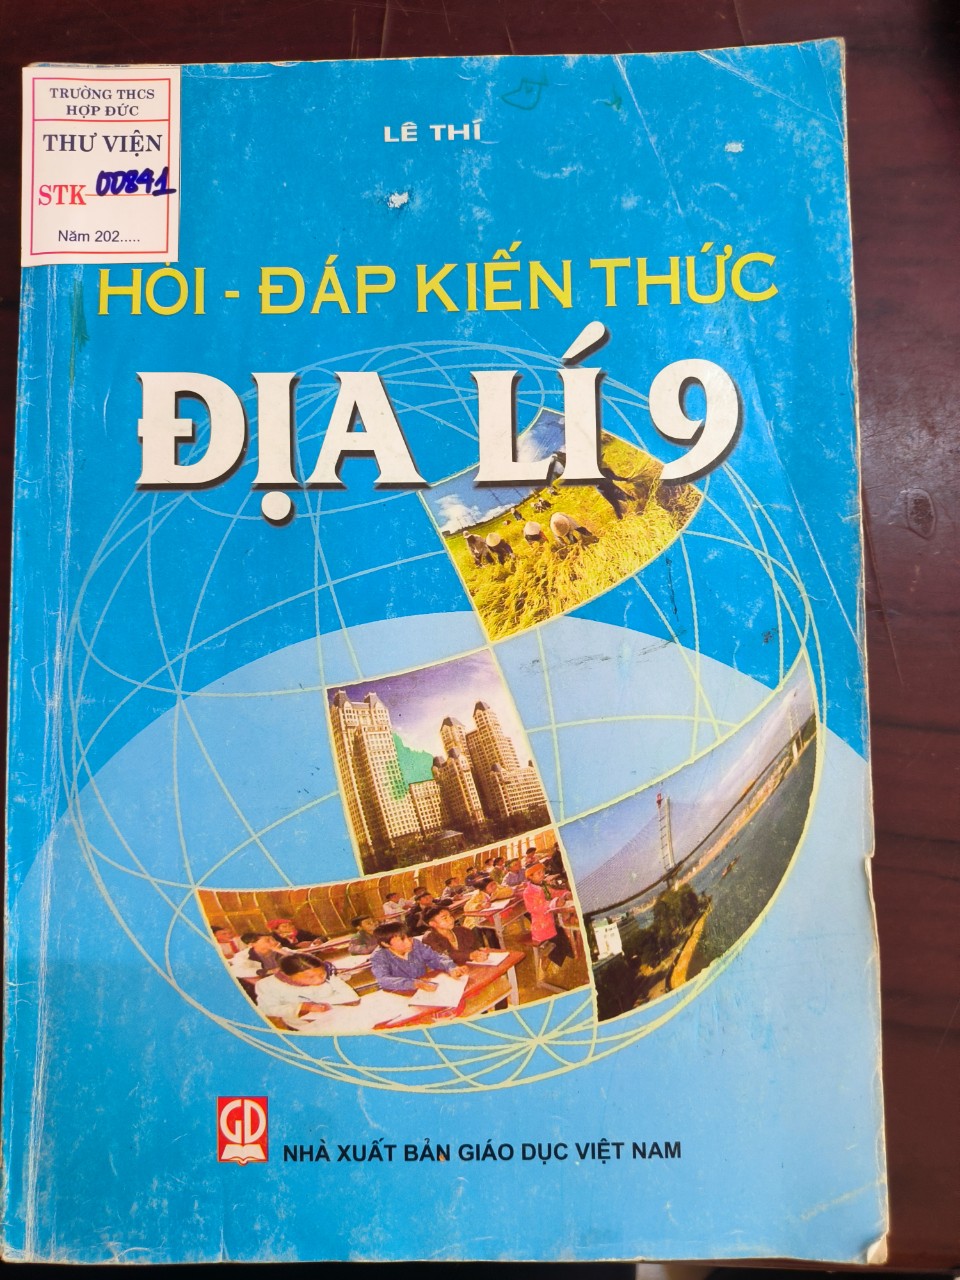 TRƯỜNG THCS
HỢP ĐỨC
THƯ VIỆN
STK 00841
Năm 202.....
LÊ THÍ
HỎI - ĐÁP KIẾN THỨC
ĐỊA LÍ 9
GD
NHÀ XUẤT BẢN GIÁO DỤC VIỆT NAM